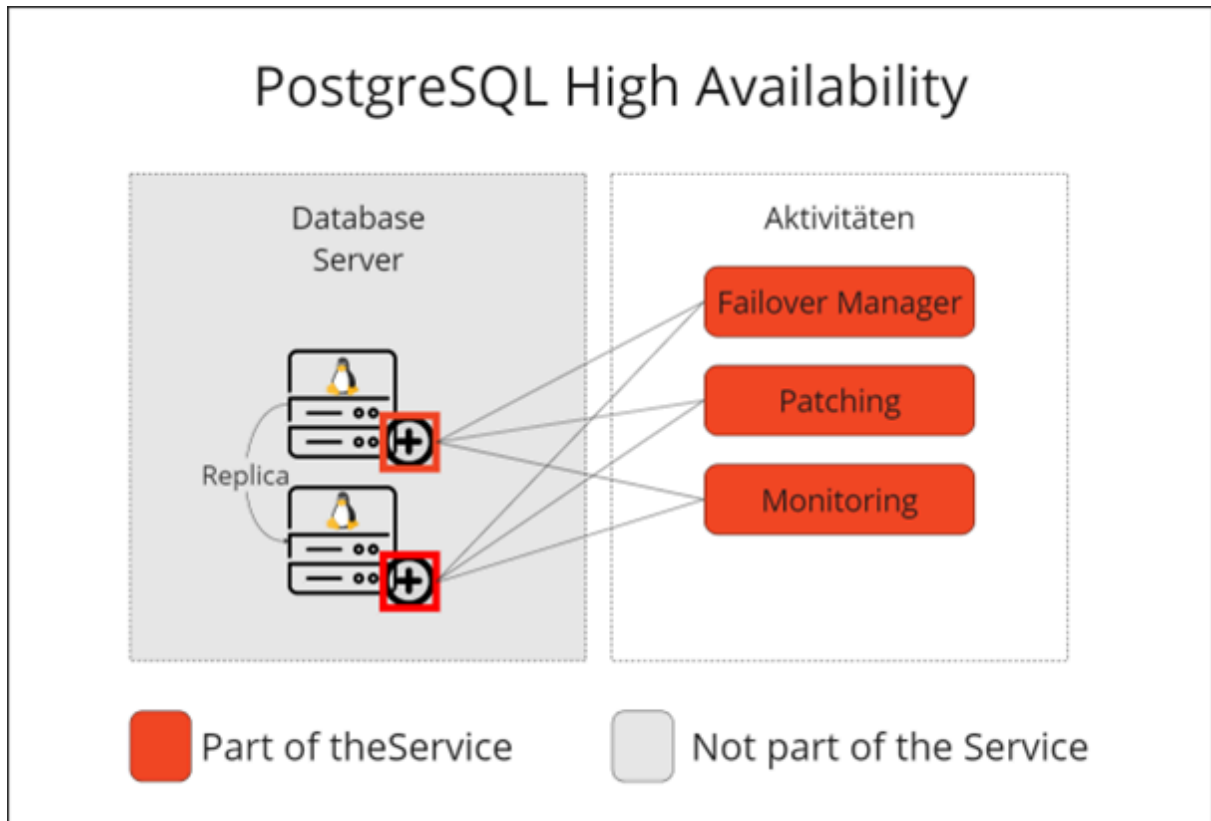 PostgreSQL High Availability
Database
Server
Replica
Aktivitäten
Failover Manager
Patching
Monitoring
Part of theService
Not part of the Service